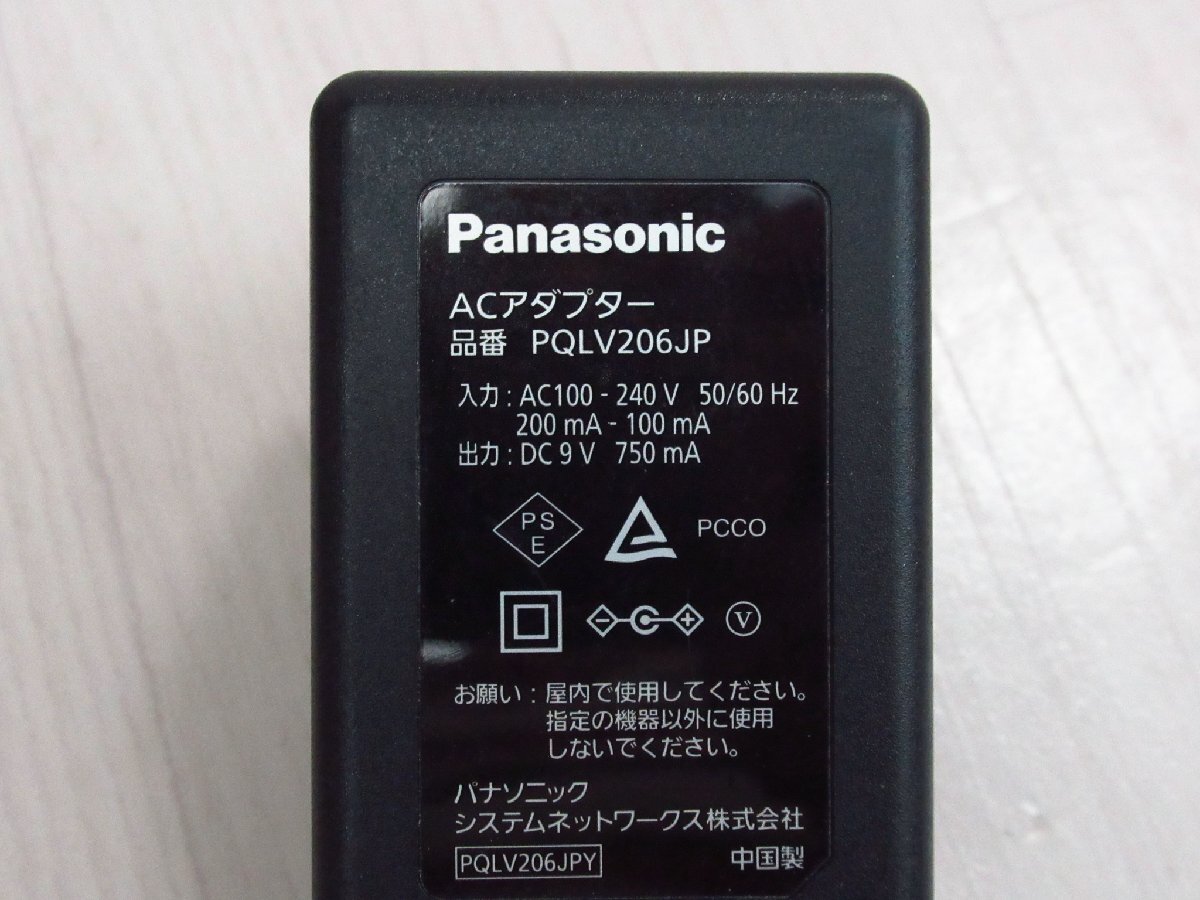 Panasonic
ACアダプター
品番 PQLV206JP
入力 : AC100 - 240 V 50/60 Hz
200 mA - 100 mA
出力 : DC 9 V 750 mA
PS
E
PCCO
V
お願い : 屋内で使用してください。
指定の機器以外に使用
しないでください。
パナソニック
システムネットワークス株式会社
PQLV206JPY 中国製